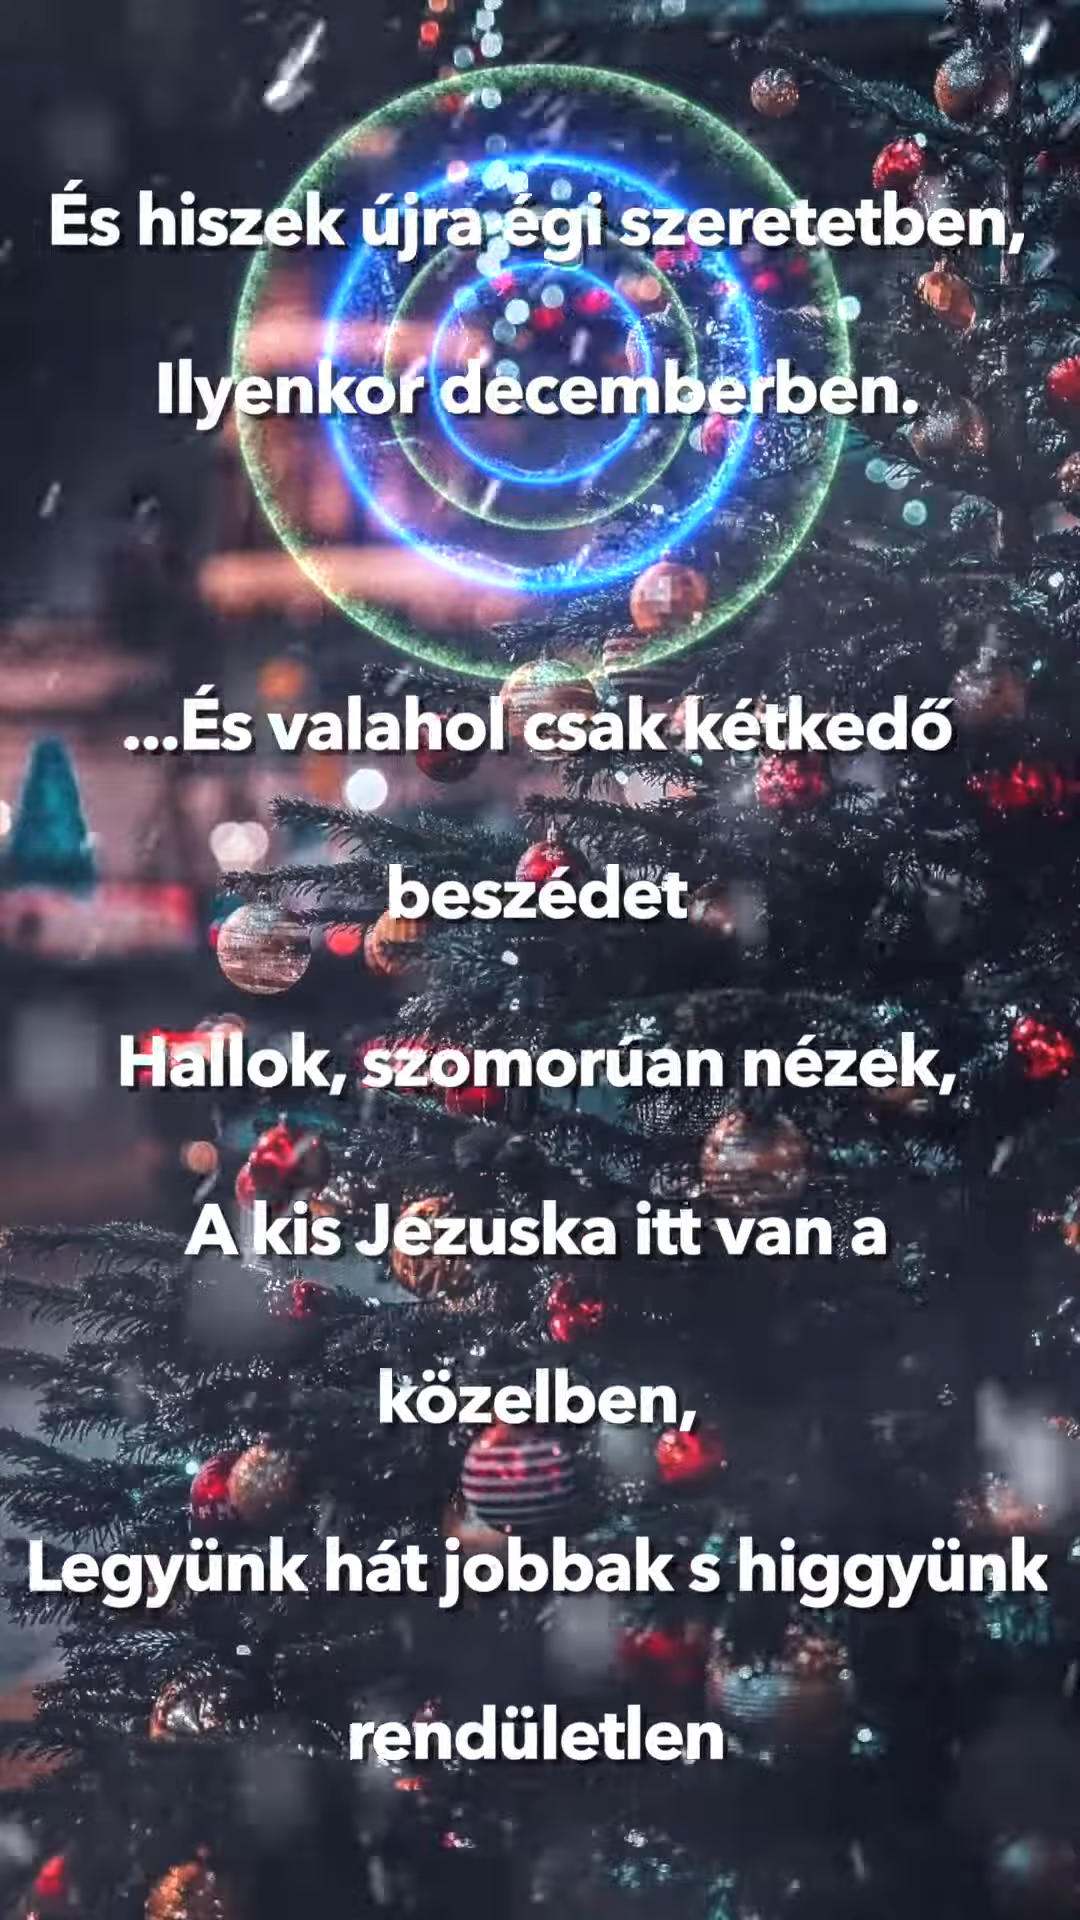 És hiszek újra égi szeretetben,
Ilyenkor decemberben.
...És valahol csak kétkedő
beszédet
Hallok, szomorúan nézek,
A kis Jézuska itt van a
közelben,
Legyünk hát jobbak s higgyünk
rendületlen